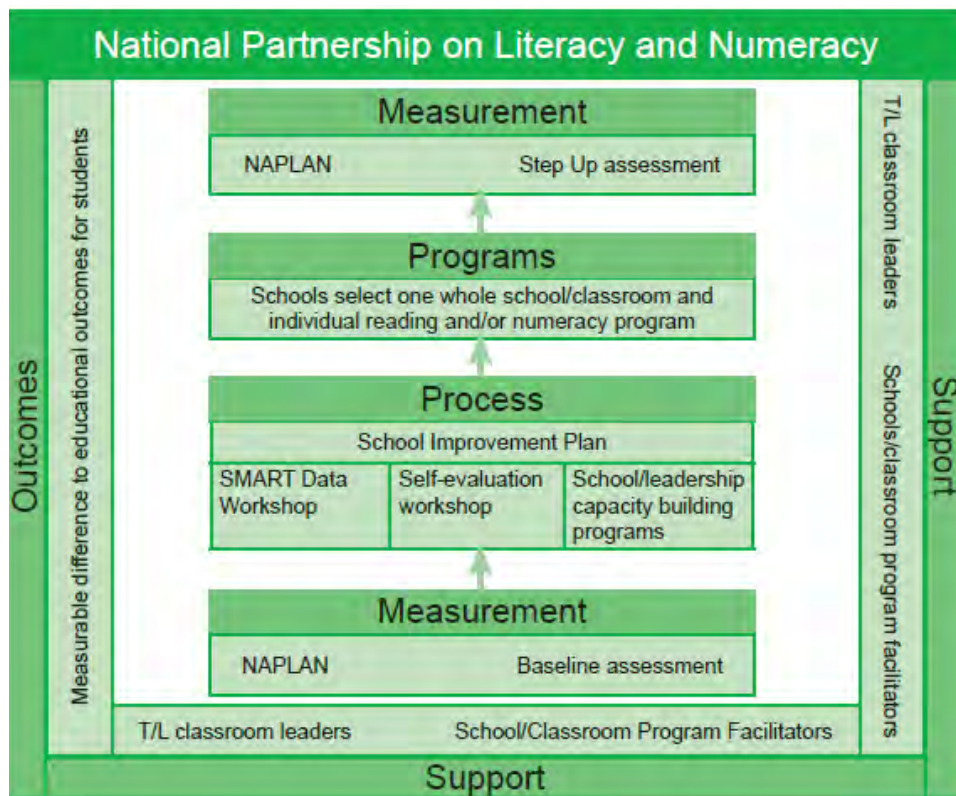 National Partnership on Literacy and Numeracy
Outcomes
Measurable difference to educational outcomes for students
Measurement
NAPLAN Step Up assessment
Programs
Schools select one whole school/classroom and
individual reading and/or numeracy program
Process
School Improvement Plan
SMART Data
Workshop
Self-evaluation
workshop
School/leadership
capacity building
programs
Measurement
NAPLAN Baseline assessment
T/L classroom leaders School/Classroom Program Facilitators
Support
T/L classroom leaders
Schools/classroom program facilitators
Support